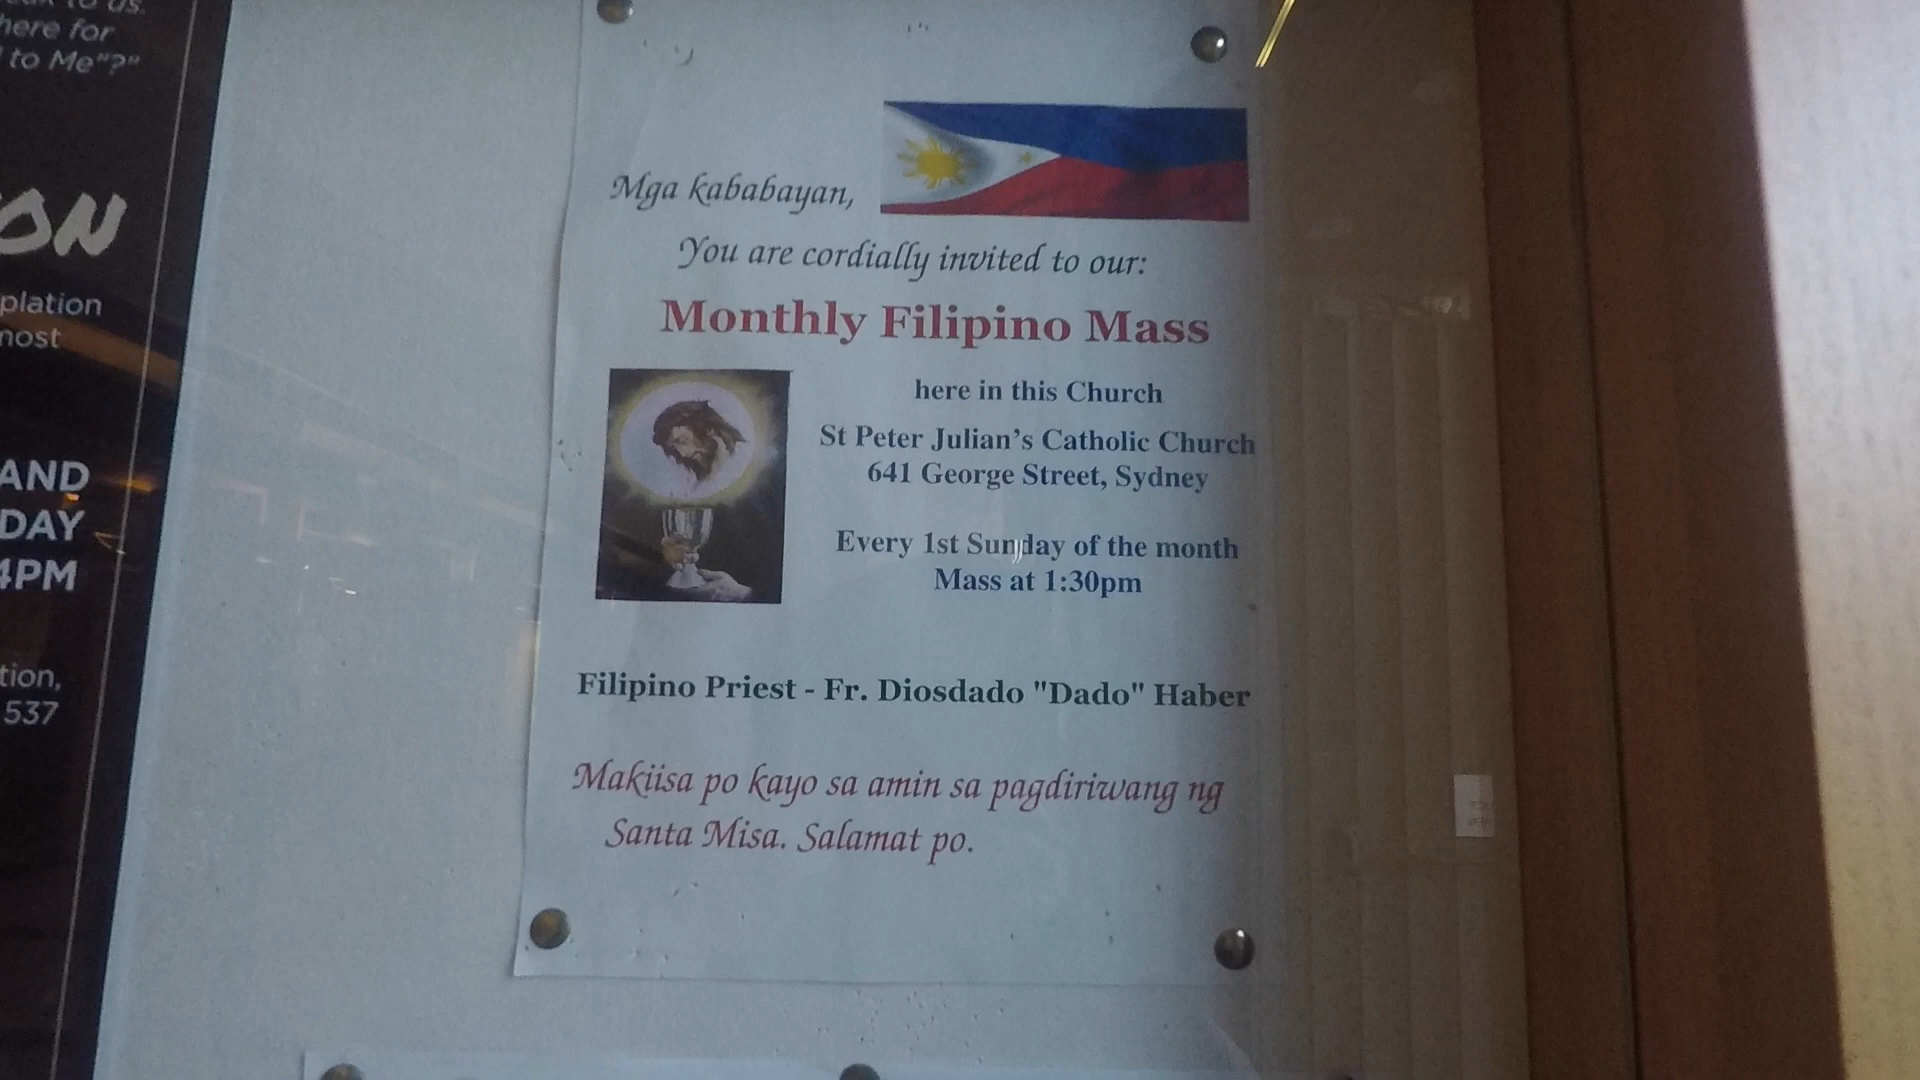 to us.
here for
to Me"?"
ON
plation
most
AND
DAY
4PM
tion,
537
Mga kababayan,
You are cordially invited to our:
Monthly Filipino Mass
here in this Church
St Peter Julian's Catholic Church
641 George Street, Sydney
Every 1st Sunday of the month
Mass at 1:30pm
Filipino Priest - Fr. Diosdado "Dado" Haber
Makiisa po kayo sa amin sa pagdiriwang ng
Santa Misa. Salamat po.